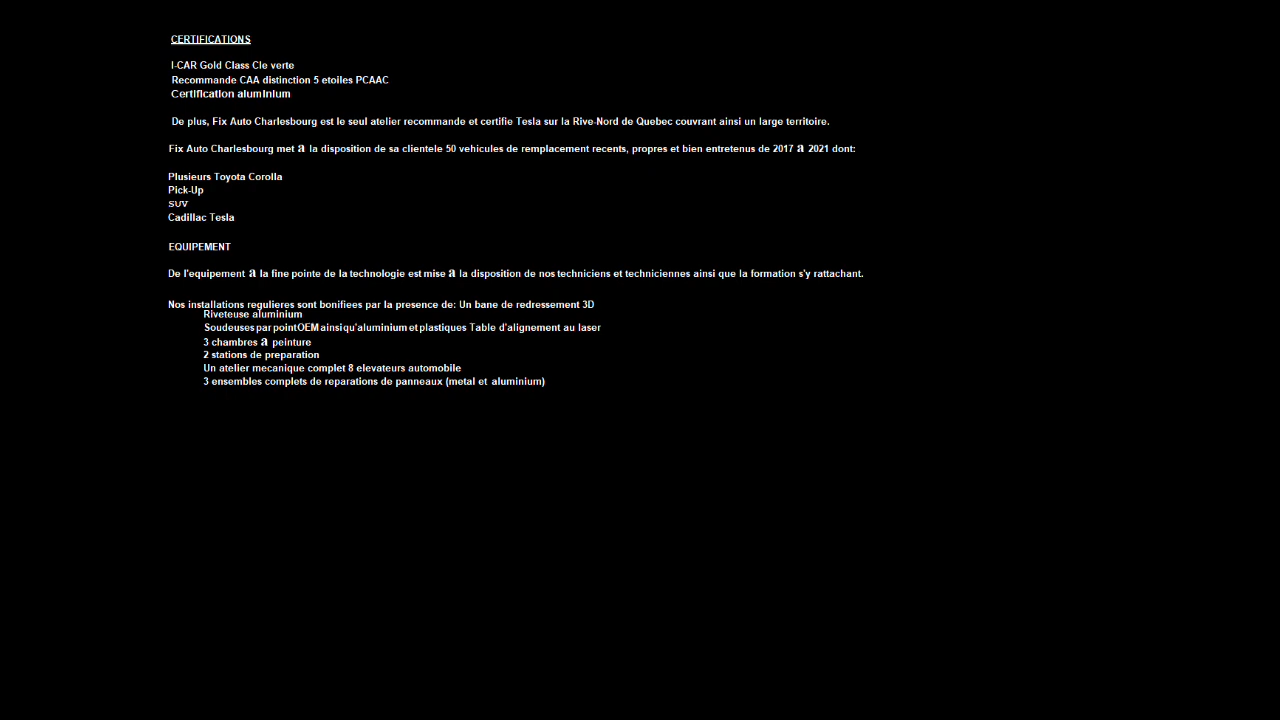 CERTIFICATIONS
I-CAR Gold Class Cle verte
Recommande CAA distinction 5 etoiles PCAAC
Certification aluminium
De plus, Fix Auto Charlesbourg est le seul atelier recommande et certifie Tesla sur la Rive-Nord de Quebec couvrant ainsi un large territoire.
Fix Auto Charlesbourg met a la disposition de sa clientele 50 vehicules de remplacement recents, propres et bien entretenus de 2017 a 2021 dont:
Plusieurs Toyota Corolla
Pick-Up
SUV
Cadillac Tesla
EQUIPEMENT
De l'equipement a la fine pointe de la technologie est mise a la disposition de nos techniciens et techniciennes ainsi que la formation s'y rattachant.
Nos installations regulieres sont bonifiees par la presence de: Un bane de redressement 3D
Riveteuse aluminium
Soudeuses par point OEM ainsi qu'aluminium et plastiques Table d'alignement au laser
3 chambres a peinture
2 stations de preparation
Un atelier mecanique complet 8 elevateurs automobile
3 ensembles complets de reparations de panneaux (metal et aluminium)